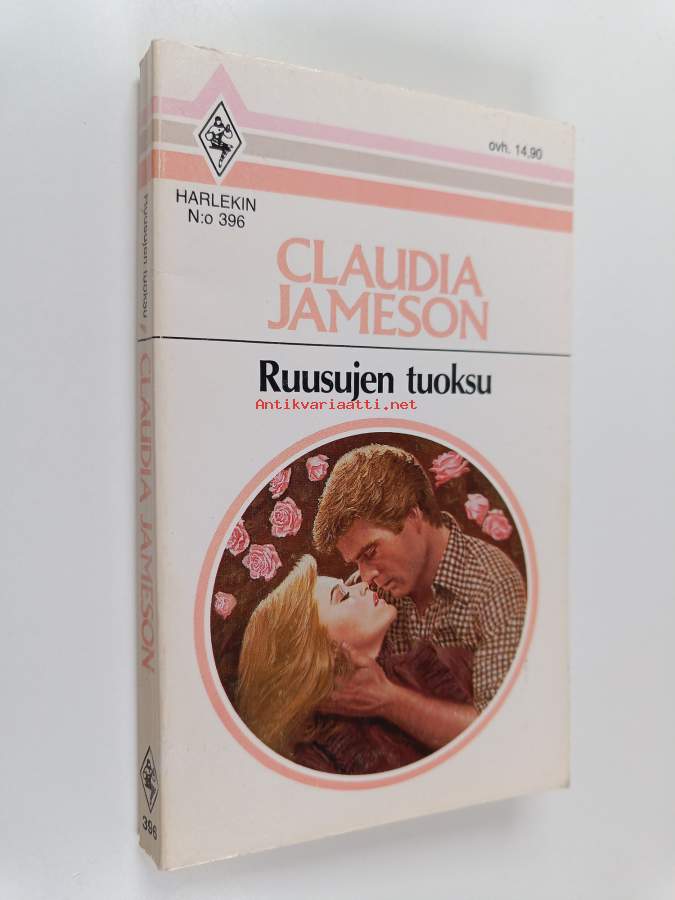 ovh. 14,90
HARLEKIN
N:o 396
CLAUDIA
JAMESON
Ruusujen tuoksu
Antikvariaatti.net
Ruusujen tuoksu
CLAUDIA JAMESON
396